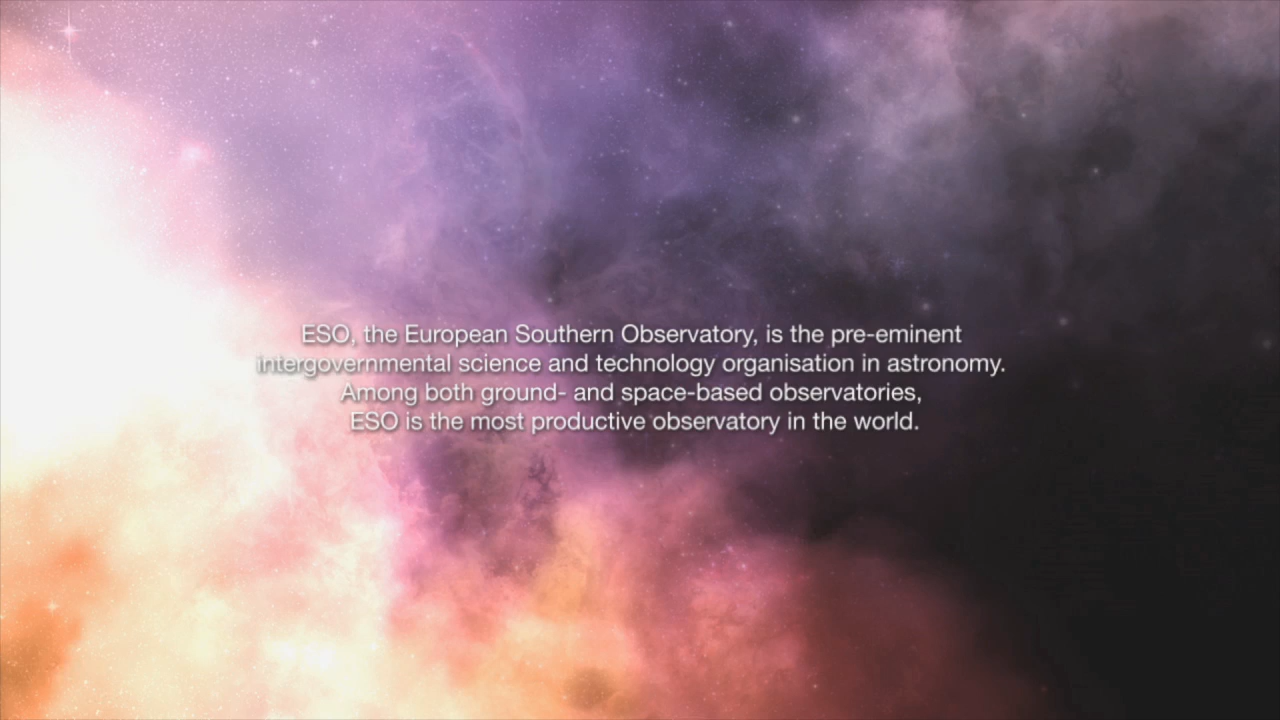 ESO, the European Southern Observatory, is the pre-eminent
intergovernmental science and technology organisation in astronomy.
Among both ground- and space-based observatories,
ESO is the most productive observatory in the world.